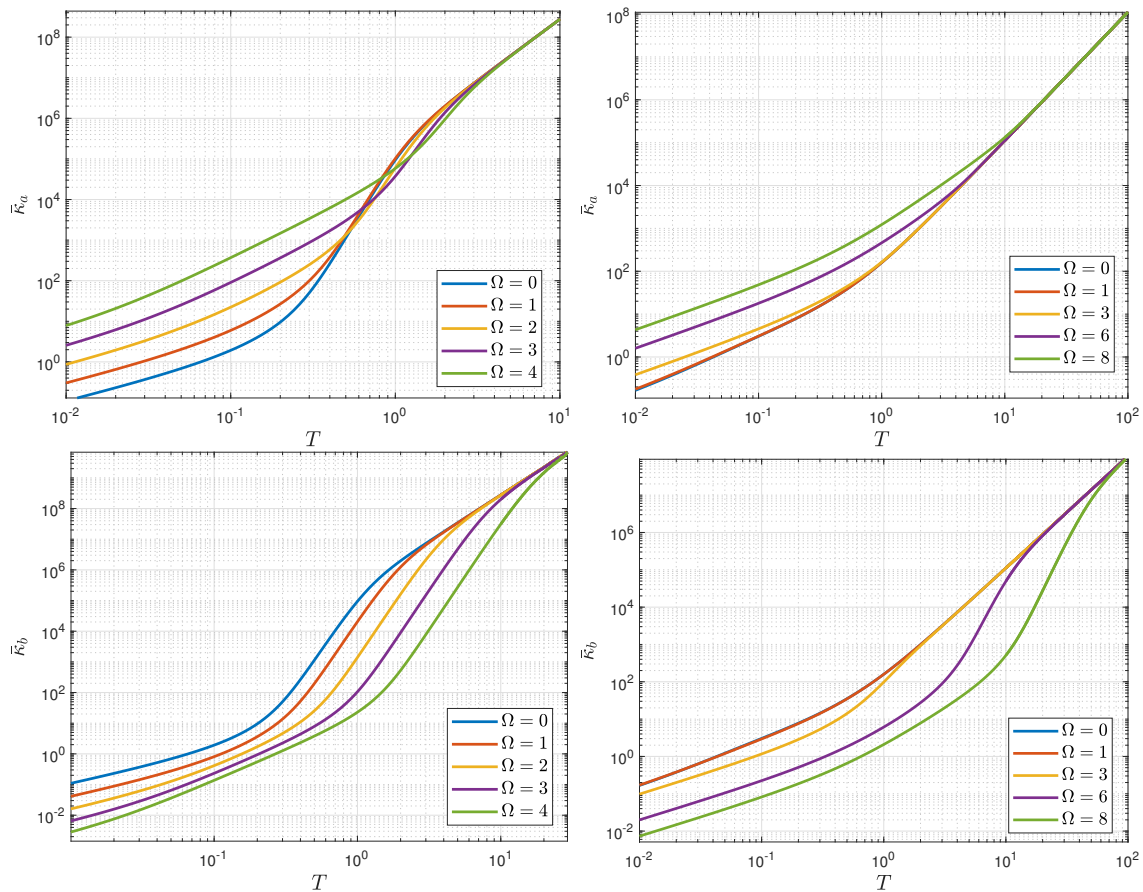 10^8
10^6
10^4
10^2
10^0
κ̄_a
10^-2
10^-1
10^0
10^1
T
Ω = 0
Ω = 1
Ω = 2
Ω = 3
Ω = 4
10^8
10^6
10^4
10^2
10^0
κ̄_a
10^-2
10^-1
10^0
10^1
10^2
T
Ω = 0
Ω = 1
Ω = 3
Ω = 6
Ω = 8
10^8
10^6
10^4
10^2
10^0
10^-2
κ̄_b
10^-1
10^0
10^1
T
Ω = 0
Ω = 1
Ω = 2
Ω = 3
Ω = 4
10^6
10^4
10^2
10^0
10^-2
κ̄_b
10^-2
10^-1
10^0
10^1
10^2
T
Ω = 0
Ω = 1
Ω = 3
Ω = 6
Ω = 8